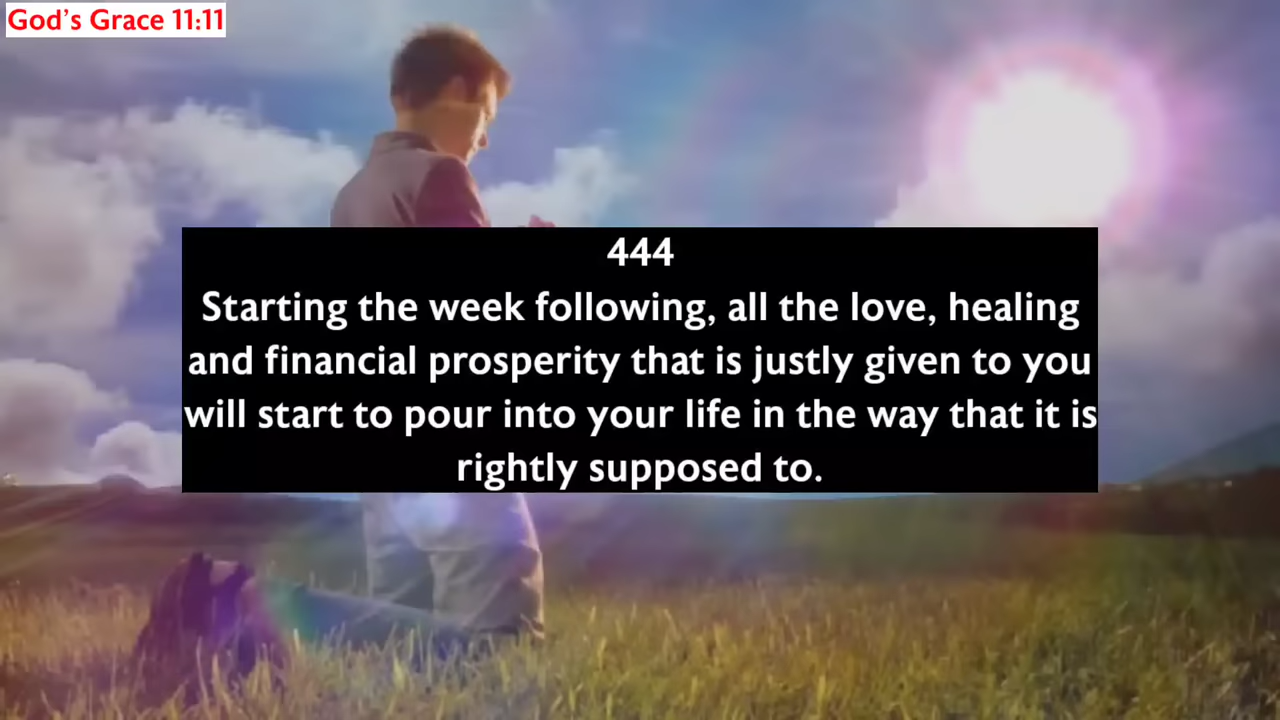 God's Grace 11:11
444
Starting the week following, all the love, healing
and financial prosperity that is justly given to you
will start to pour into your life in the way that it is
rightly supposed to.